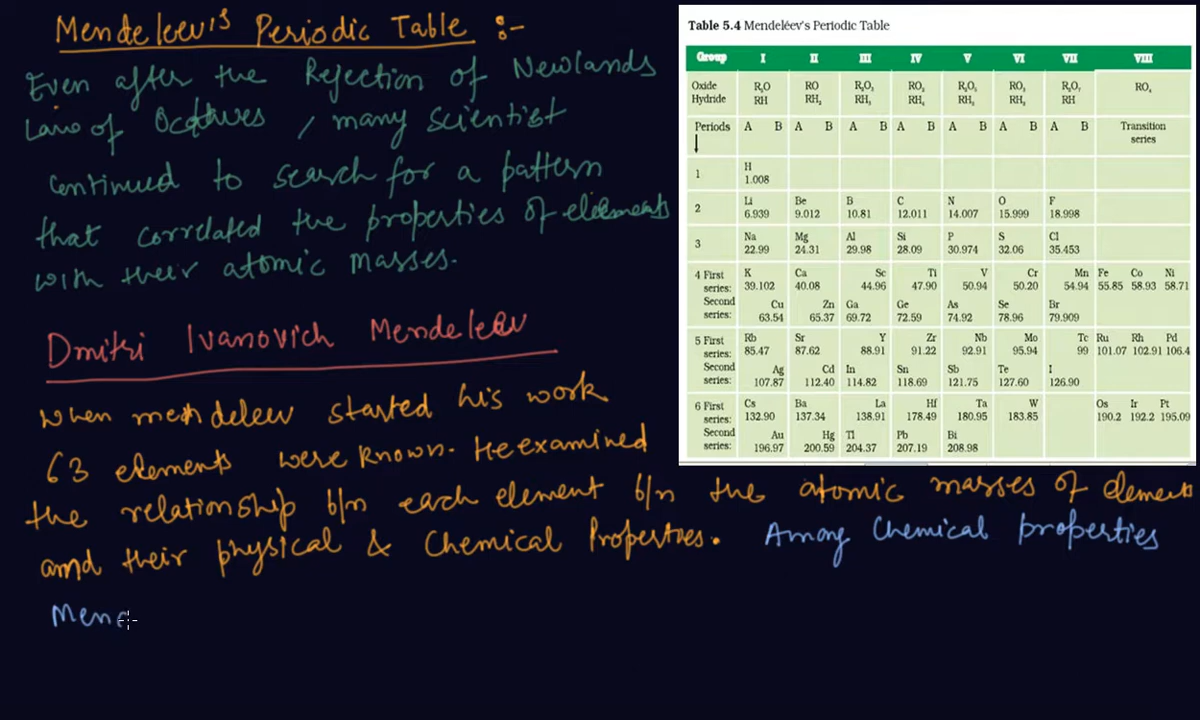 Mendeleev's Periodic Table :-
Even after the Rejection of Newlands
Law of Octaves, many scientist
continued to search for a pattern
that correlated the properties of elements
with their atomic masses.
Dmitri Ivanovich Mendeleev
When mendeleev started his work
63 elements were known. He examined
the relationship b/n each element b/n the atomic masses of elements
and their physical & Chemical Properties. Among Chemical properties
Men
Table 5.4 Mendeléev's Periodic Table
Group I II III IV V VI VII VIII
Oxide R₂O RO R₂O₃ RO₂ R₂O₅ RO₃ R₂O₇ RO₄
Hydride RH RH₂ RH₃ RH₄ RH₃ RH₂ RH
Periods A B A B A B A B A B A B A B Transition
↓ series
1 H
1.008
2 Li Be B C N O F
6.939 9.012 10.81 12.011 14.007 15.999 18.998
3 Na Mg Al Si P S Cl
22.99 24.31 29.98 28.09 30.974 32.06 35.453
4 First K Ca Sc Ti V Cr Mn Fe Co Ni
series: 39.102 40.08 44.96 47.90 50.94 50.20 54.94 55.85 58.93 58.71
Second Cu Zn Ga Ge As Se Br
series: 63.54 65.37 69.72 72.59 74.92 78.96 79.909
5 First Rb Sr Y Zr Nb Mo Tc Ru Rh Pd
series: 85.47 87.62 88.91 91.22 92.91 95.94 99 101.07 102.91 106.4
Second Ag Cd In Sn Sb Te I
series: 107.87 112.40 114.82 118.69 121.75 127.60 126.90
6 First Cs Ba La Hf Ta W Os Ir Pt
series: 132.90 137.34 138.91 178.49 180.95 183.85 190.2 192.2 195.09
Second Au Hg Tl Pb Bi
series: 196.97 200.59 204.37 207.19 208.98